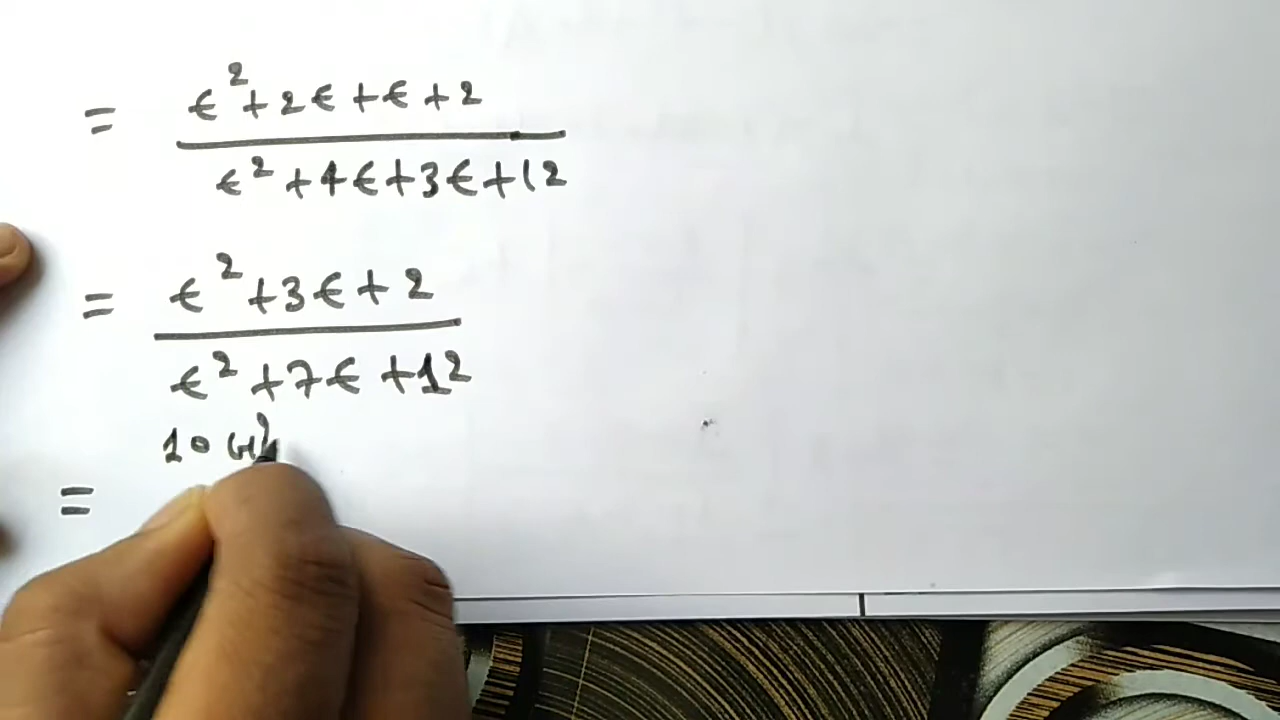 = ϵ²+2ϵ+ϵ+2
ϵ²+4ϵ+3ϵ+12
= ϵ²+3ϵ+2
ϵ²+7ϵ+12
=